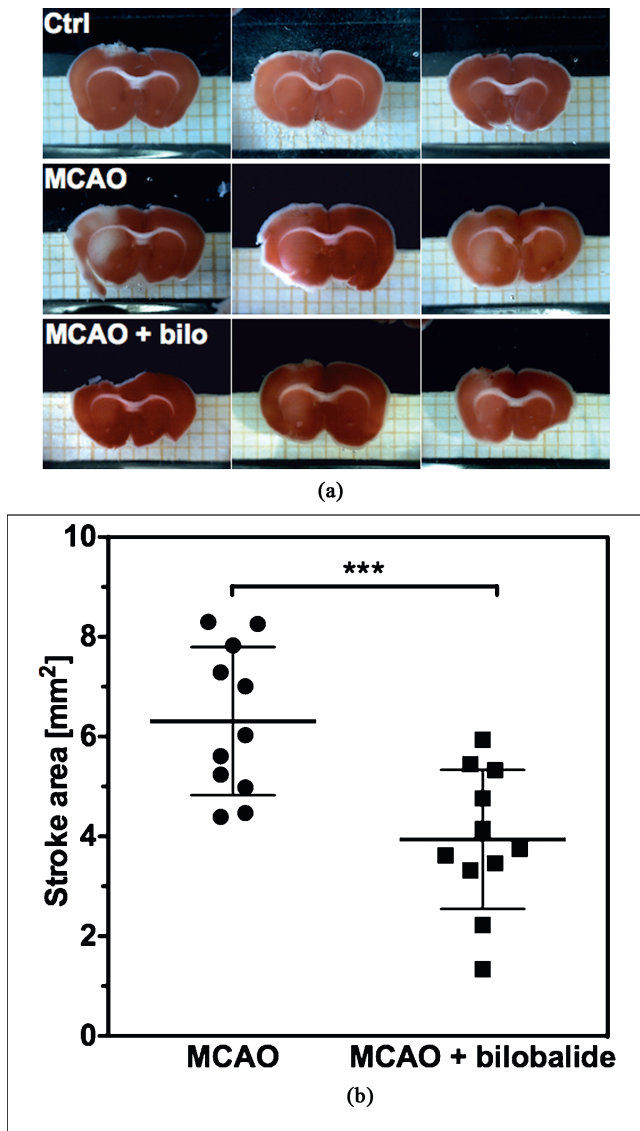 Ctrl
MCAO
MCAO + bilo
(a)
10
***
8
6
4
2
0
Stroke area [mm²]
MCAO
MCAO + bilobalide
(b)